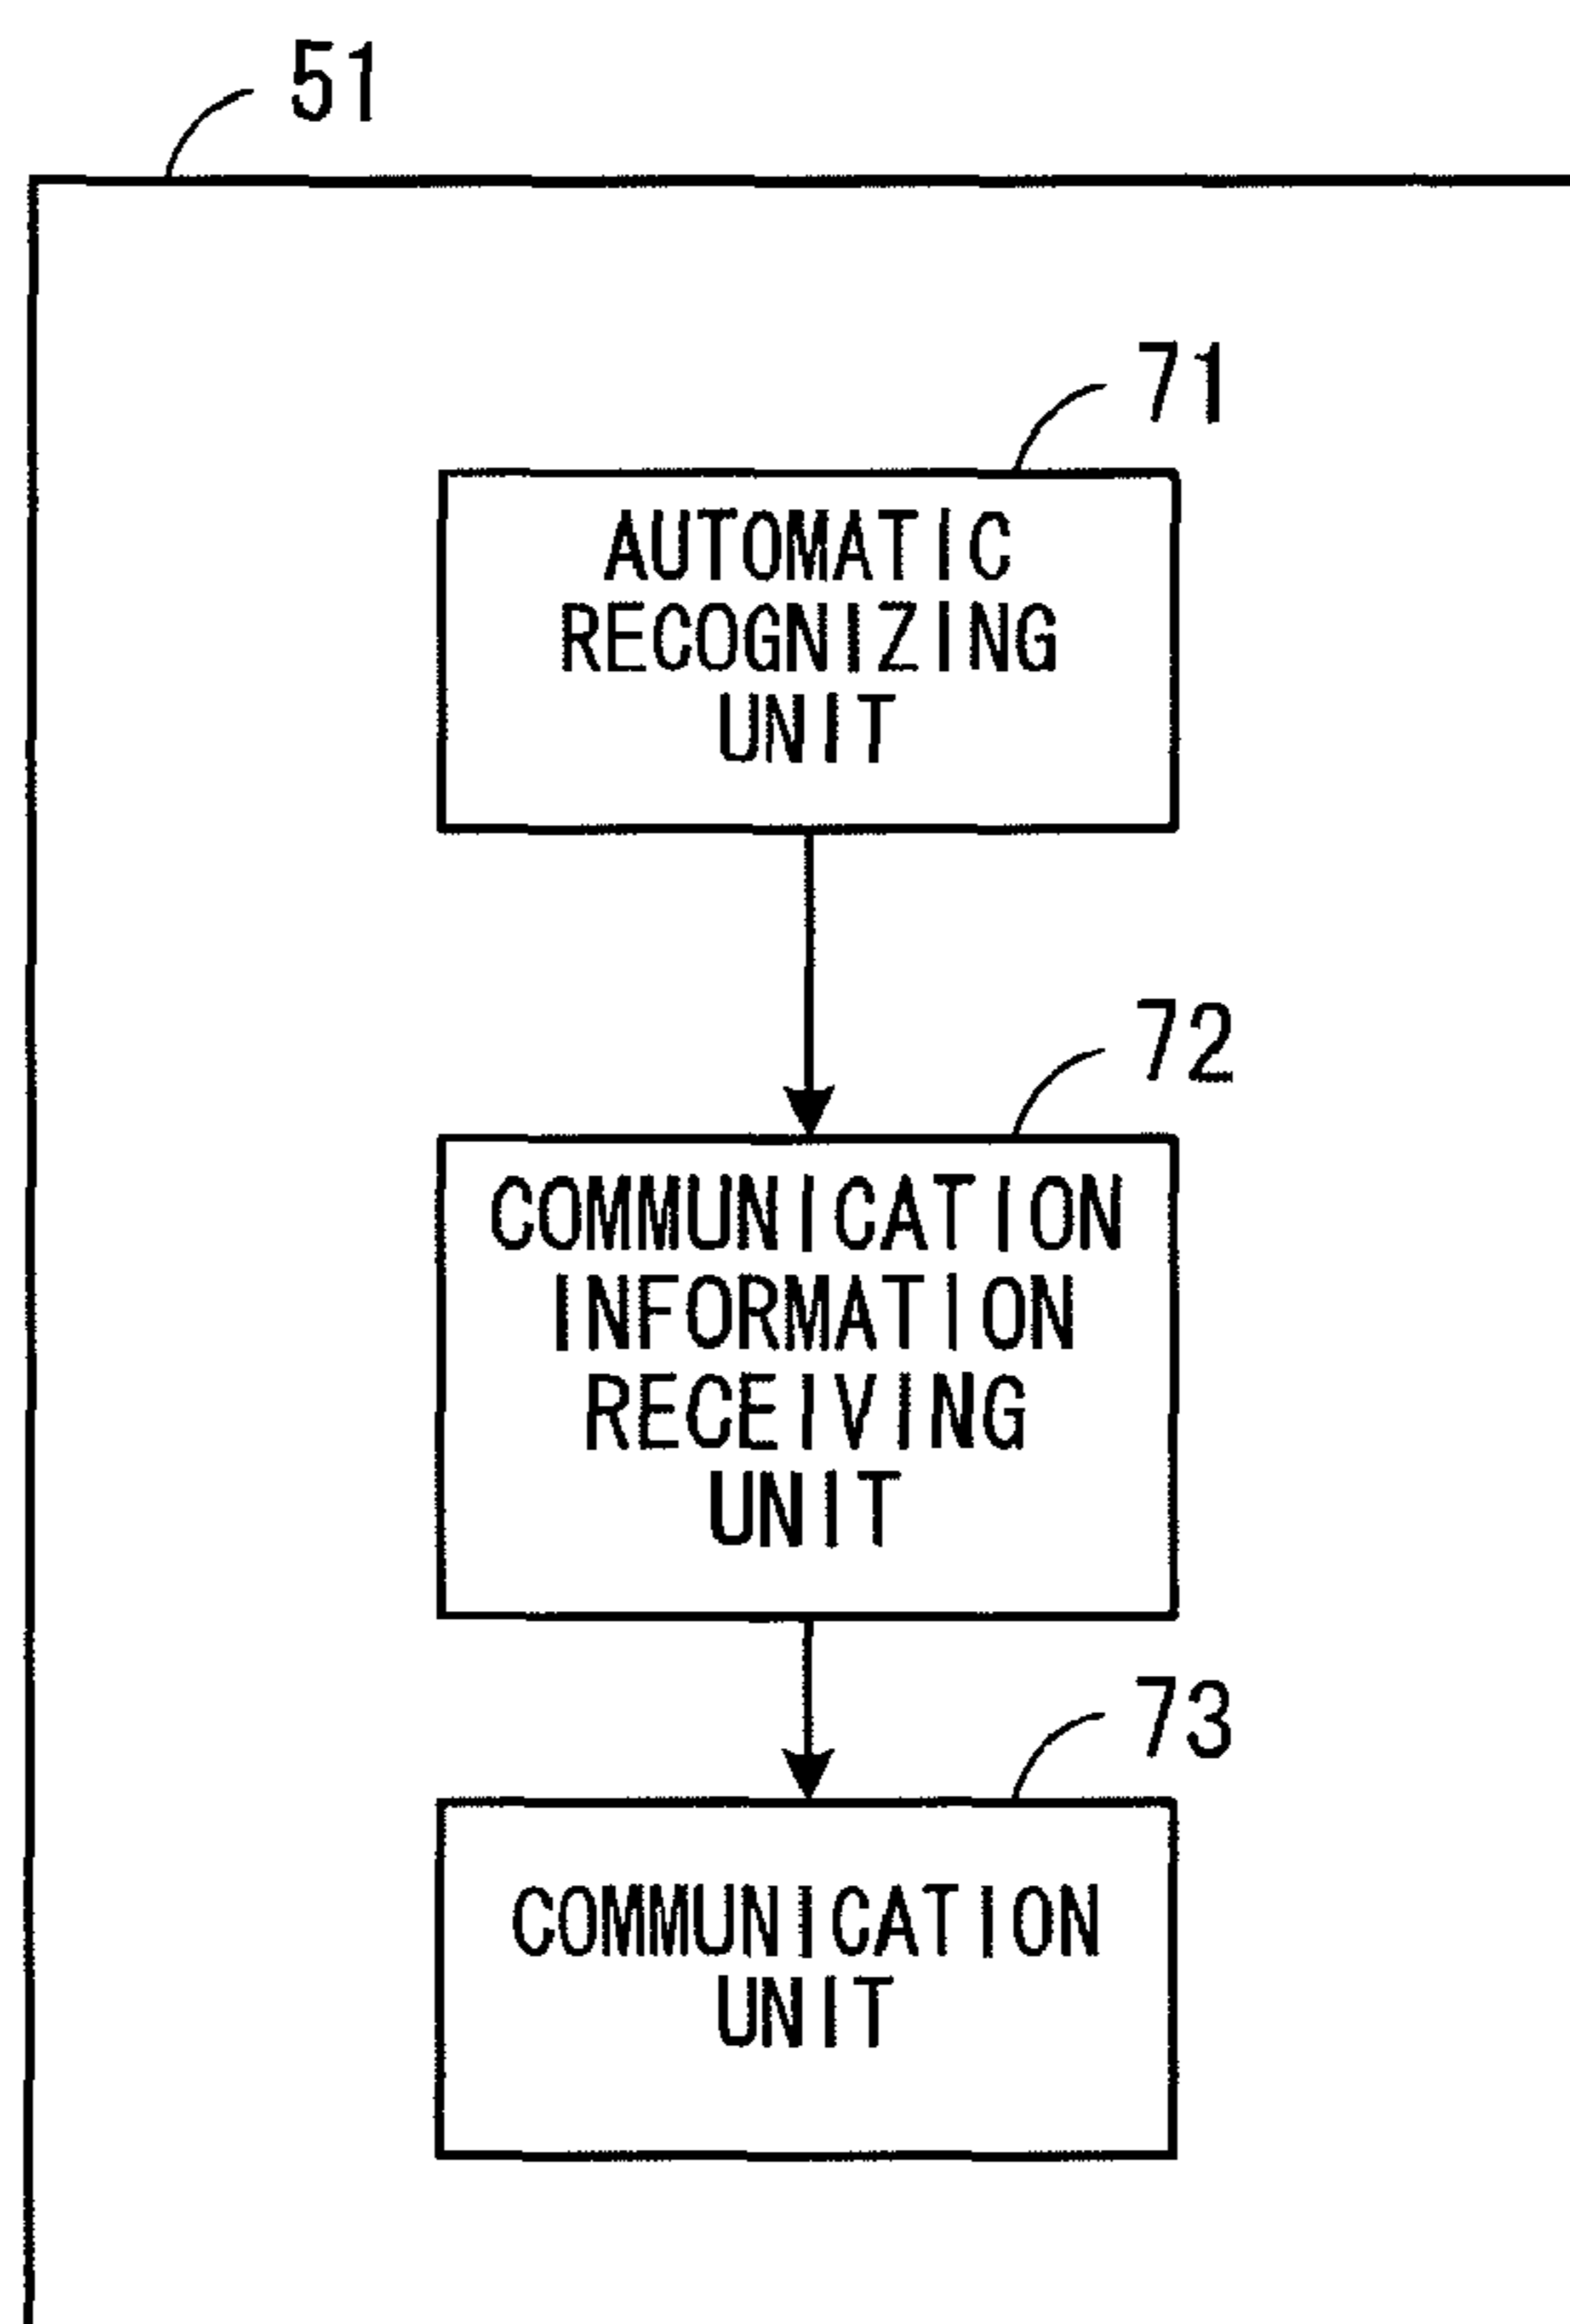 51
71
AUTOMATIC
RECOGNIZING
UNIT
72
COMMUNICATION
INFORMATION
RECEIVING
UNIT
73
COMMUNICATION
UNIT